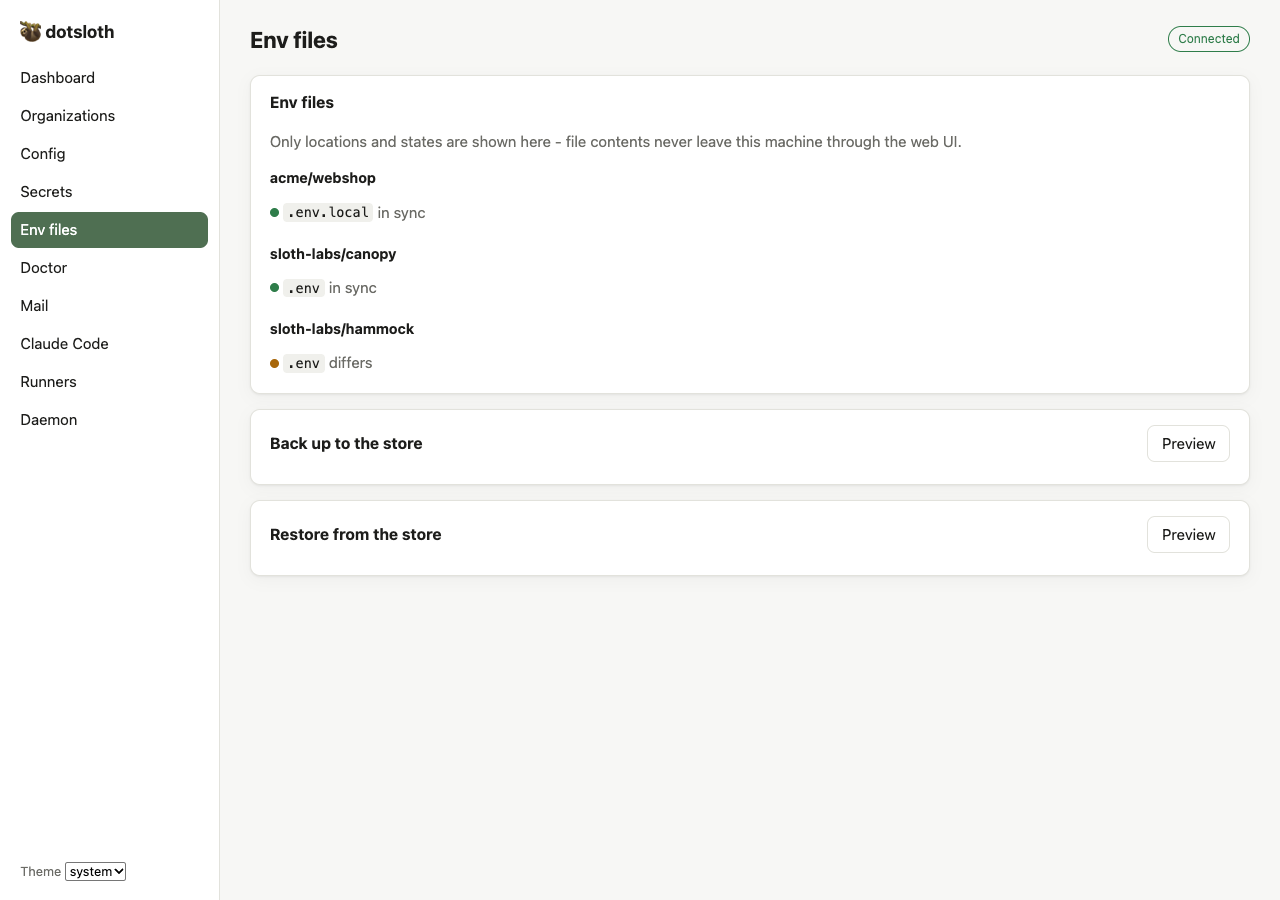 dotsloth
Dashboard
Organizations
Config
Secrets
Env files
Doctor
Mail
Claude Code
Runners
Daemon
Theme system
Env files
Connected
Env files
Only locations and states are shown here - file contents never leave this machine through the web UI.
acme/webshop
.env.local in sync
sloth-labs/canopy
.env in sync
sloth-labs/hammock
.env differs
Back up to the store
Preview
Restore from the store
Preview